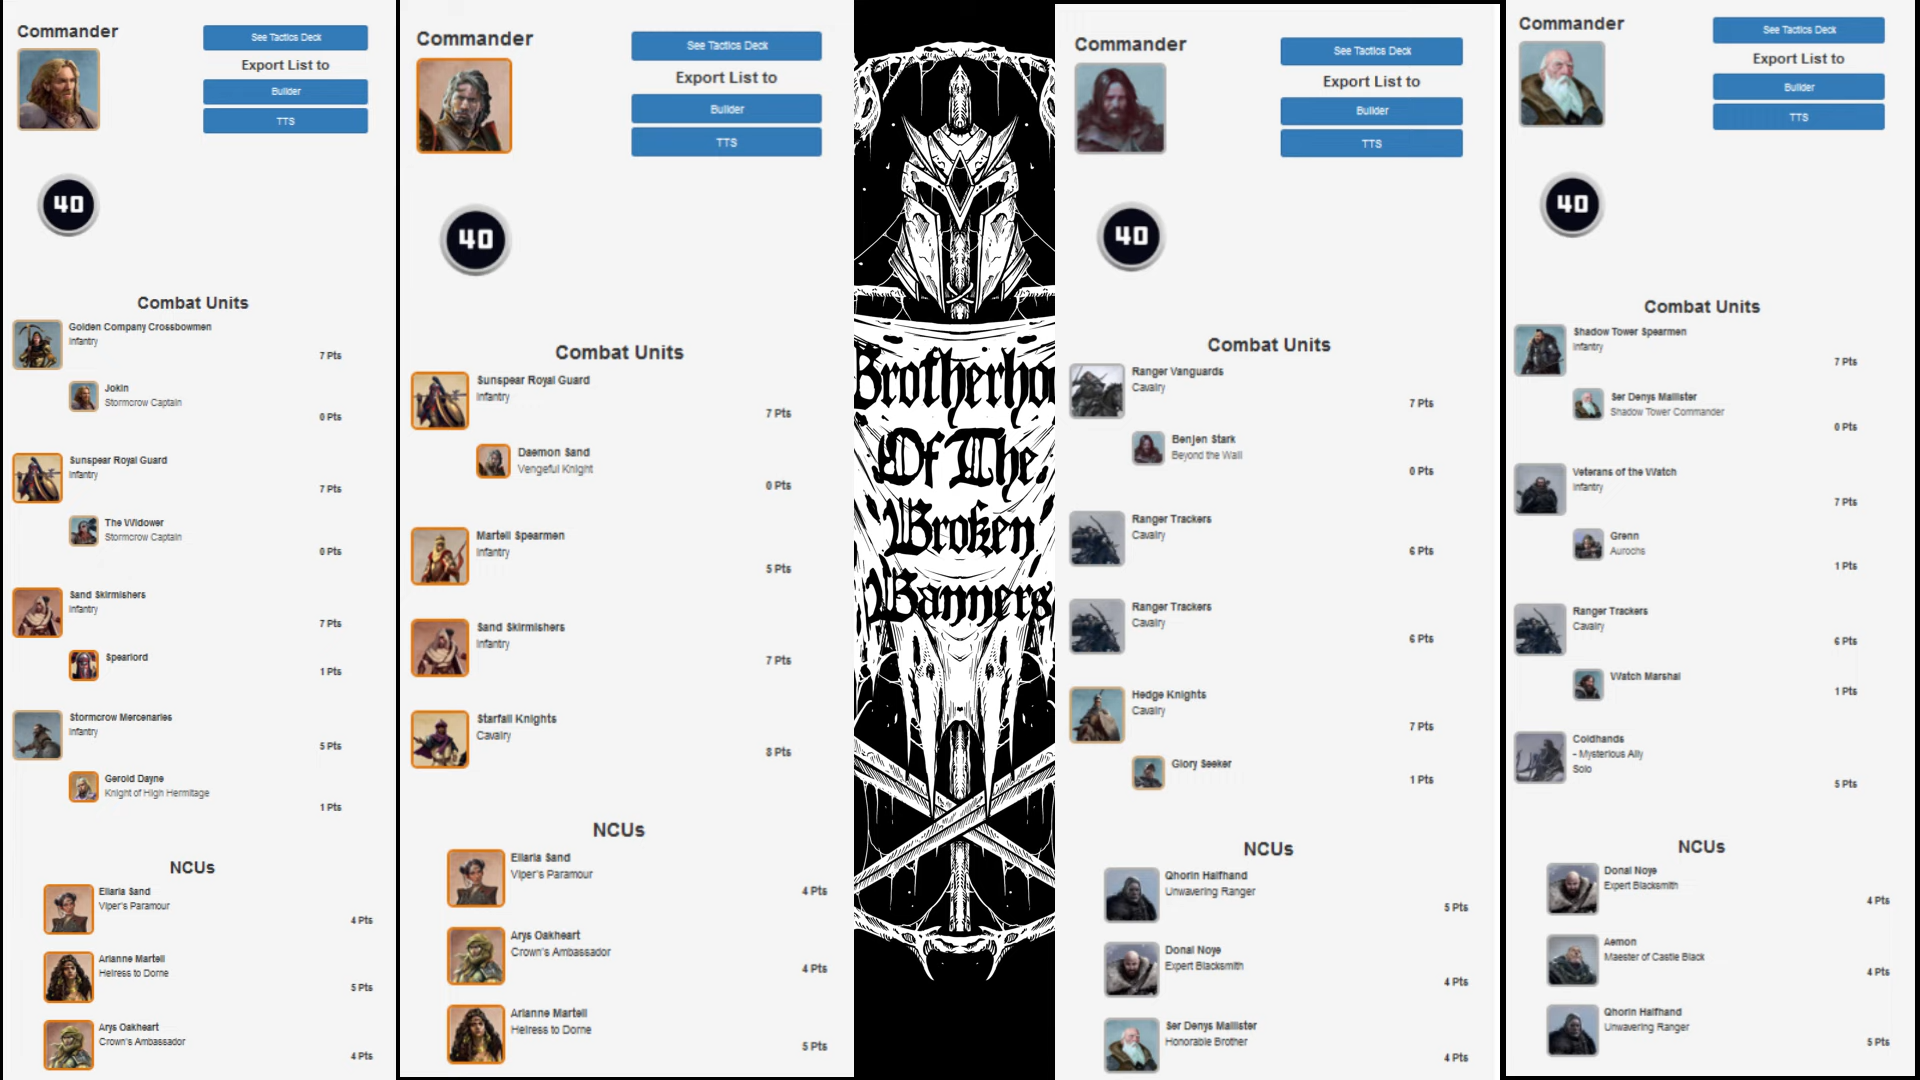 Commander
See Tactics Deck
Export List to
Builder
TTS
40
Combat Units
Golden Company Crossbowmen
Infantry
7 Pts
Jokin
Stormcrow Captain
0 Pts
Sunspear Royal Guard
Infantry
7 Pts
The Widower
Stormcrow Captain
0 Pts
Sand Skirmishers
Infantry
7 Pts
Spearlord
1 Pts
Stormcrow Mercenaries
Infantry
5 Pts
Gerold Dayne
Knight of High Hermitage
1 Pts
NCUs
Ellaria Sand
Viper's Paramour
4 Pts
Arianne Martell
Heiress to Dorne
5 Pts
Arys Oakheart
Crown's Ambassador
4 Pts
Commander
See Tactics Deck
Export List to
Builder
TTS
40
Combat Units
Sunspear Royal Guard
Infantry
7 Pts
Daemon Sand
Vengeful Knight
0 Pts
Martell Spearmen
Infantry
5 Pts
Sand Skirmishers
Infantry
7 Pts
Starfall Knights
Cavalry
8 Pts
NCUs
Ellaria Sand
Viper's Paramour
4 Pts
Arys Oakheart
Crown's Ambassador
4 Pts
Arianne Martell
Heiress to Dorne
5 Pts
Brotherhoo
Of The
Broken
Banners
Commander
See Tactics Deck
Export List to
Builder
TTS
40
Combat Units
Ranger Vanguards
Cavalry
7 Pts
Benjen Stark
Beyond the Wall
0 Pts
Ranger Trackers
Cavalry
6 Pts
Ranger Trackers
Cavalry
6 Pts
Hedge Knights
Cavalry
7 Pts
Glory Seeker
1 Pts
NCUs
Qhorin Halfhand
Unwavering Ranger
5 Pts
Donal Noye
Expert Blacksmith
4 Pts
Ser Denys Mallister
Honorable Brother
4 Pts
Commander
See Tactics Deck
Export List to
Builder
TTS
40
Combat Units
Shadow Tower Spearmen
Infantry
7 Pts
Ser Denys Mallister
Shadow Tower Commander
0 Pts
Veterans of the Watch
Infantry
7 Pts
Grenn
Aurochs
1 Pts
Ranger Trackers
Cavalry
6 Pts
Watch Marshal
1 Pts
Coldhands
- Mysterious Ally
Solo
5 Pts
NCUs
Donal Noye
Expert Blacksmith
4 Pts
Aemon
Maester of Castle Black
4 Pts
Qhorin Halfhand
Unwavering Ranger
5 Pts